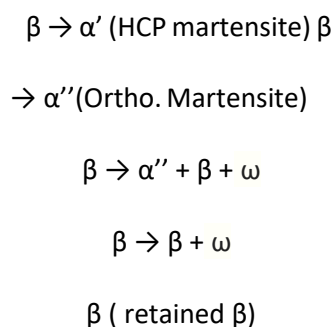 β → α’ (HCP martensite) β
→ α’’(Ortho. Martensite)
β → α’’ + β + ω
β → β + ω
β ( retained β)